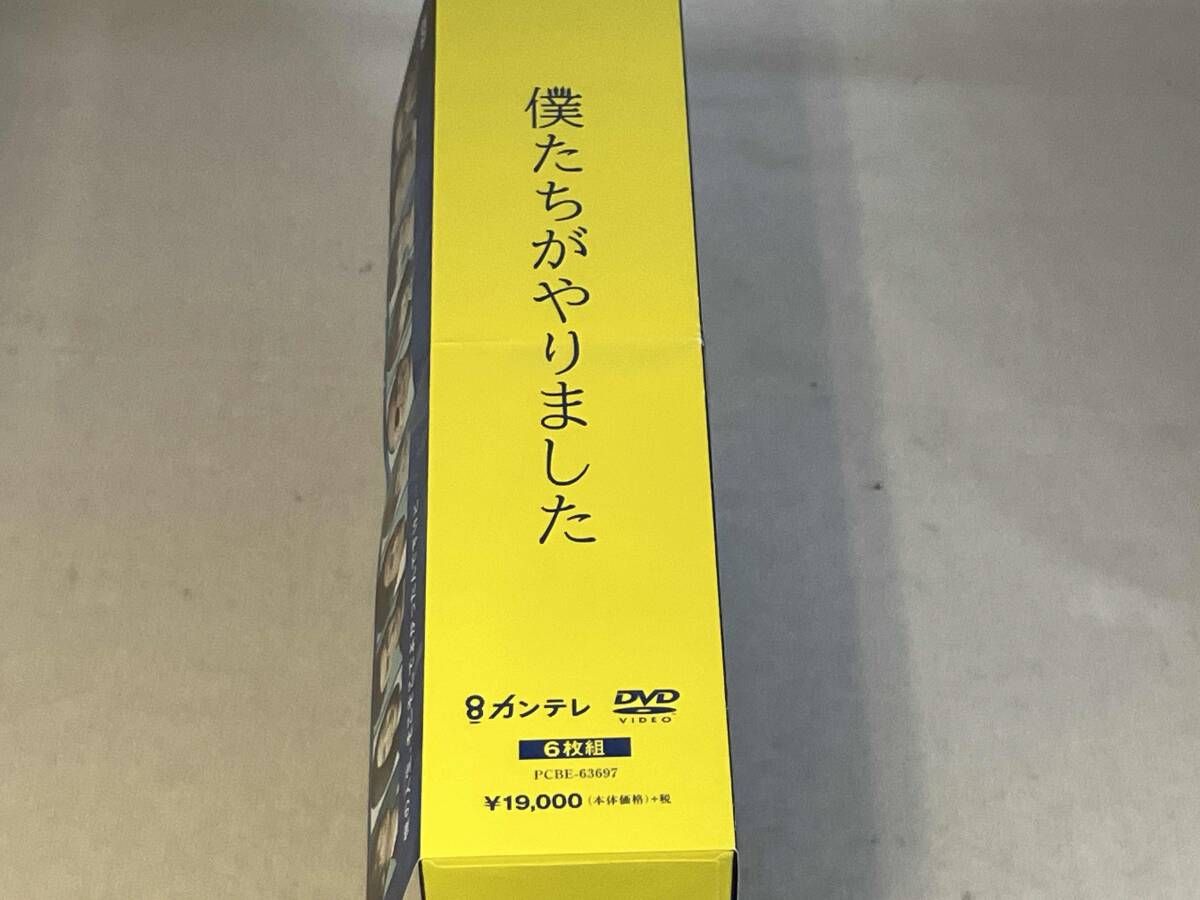 僕たちがやりました
8カンテレ DVD
VIDEO
6枚組
PCBE-63697
¥19,000(本体価格)+税